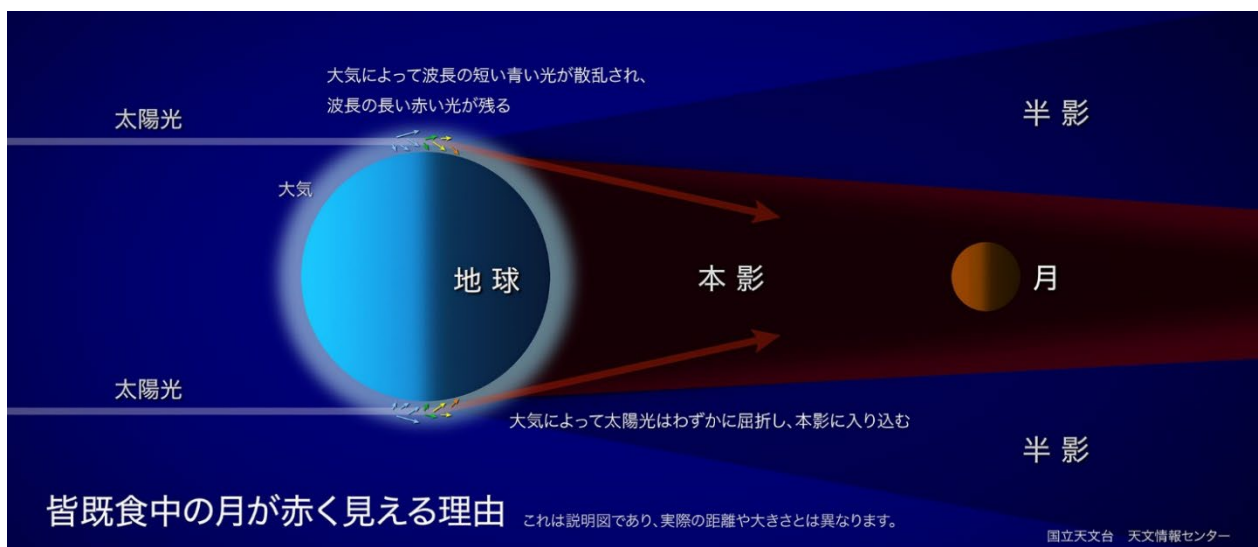 大気によって波長の短い青い光が散乱され、
波長の長い赤い光が残る
太陽光
半影
大気
地球
本影
月
太陽光
大気によって太陽光はわずかに屈折し、本影に入り込む
半影
皆既食中の月が赤く見える理由
これは説明図であり、実際の距離や大きさとは異なります。
国立天文台 天文情報センター